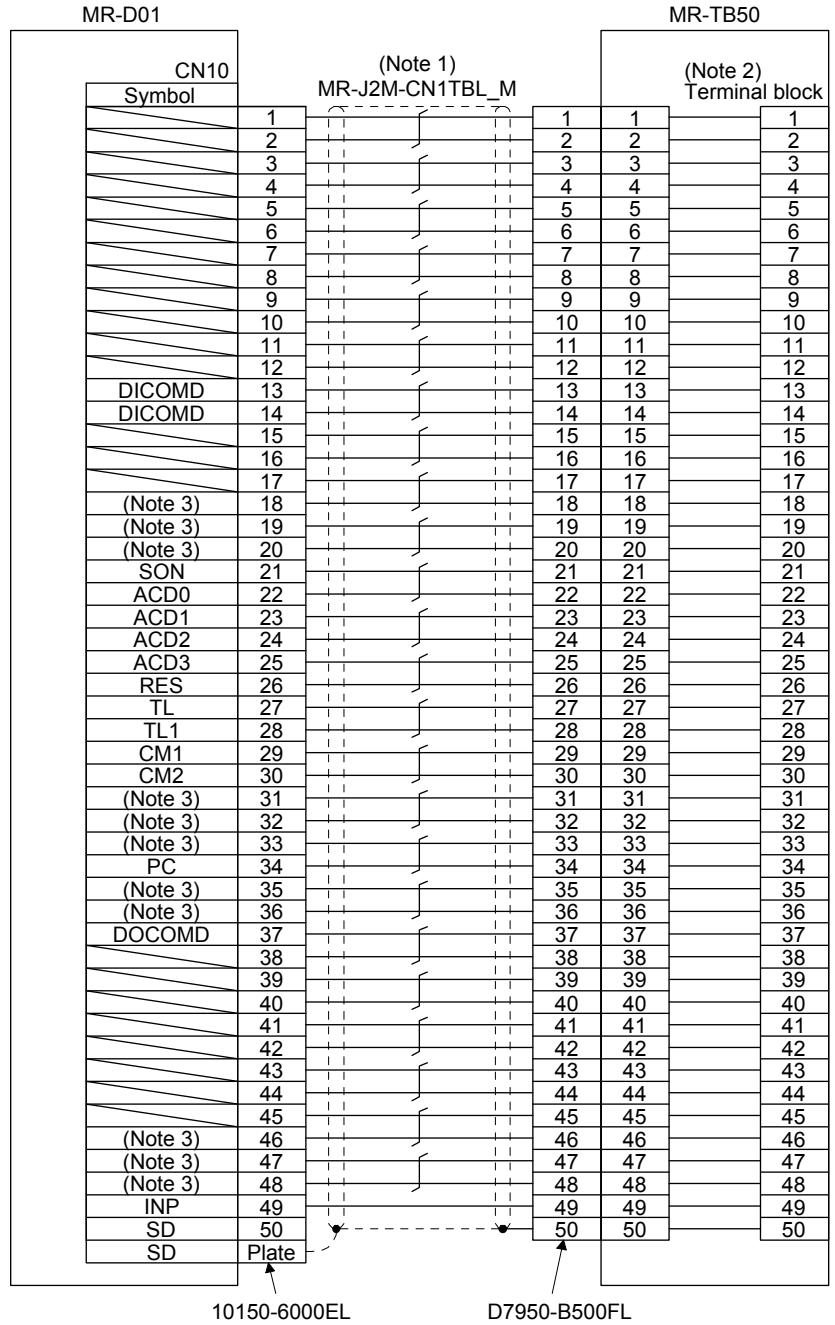 MR-D01 MR-TB50
(Note 1) (Note 2)
CN10 MR-J2M-CN1TBL_M Terminal block
Symbol
1 1 1 1
2 2 2 2
3 3 3 3
4 4 4 4
5 5 5 5
6 6 6 6
7 7 7 7
8 8 8 8
9 9 9 9
10 10 10 10
11 11 11 11
12 12 12 12
DICOMD 13 13 13 13
DICOMD 14 14 14 14
15 15 15 15
16 16 16 16
17 17 17 17
(Note 3) 18 18 18 18
(Note 3) 19 19 19 19
(Note 3) 20 20 20 20
SON 21 21 21 21
ACD0 22 22 22 22
ACD1 23 23 23 23
ACD2 24 24 24 24
ACD3 25 25 25 25
RES 26 26 26 26
TL 27 27 27 27
TL1 28 28 28 28
CM1 29 29 29 29
CM2 30 30 30 30
(Note 3) 31 31 31 31
(Note 3) 32 32 32 32
(Note 3) 33 33 33 33
PC 34 34 34 34
(Note 3) 35 35 35 35
(Note 3) 36 36 36 36
DOCOMD 37 37 37 37
38 38 38 38
39 39 39 39
40 40 40 40
41 41 41 41
42 42 42 42
43 43 43 43
44 44 44 44
45 45 45 45
(Note 3) 46 46 46 46
(Note 3) 47 47 47 47
(Note 3) 48 48 48 48
INP 49 49 49 49
SD 50 50 50 50
SD Plate
10150-6000EL D7950-B500FL